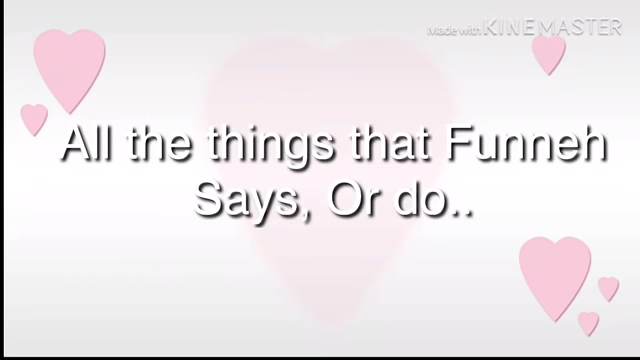 Made with KINEMASTER
All the things that Funneh
Says, Or do..